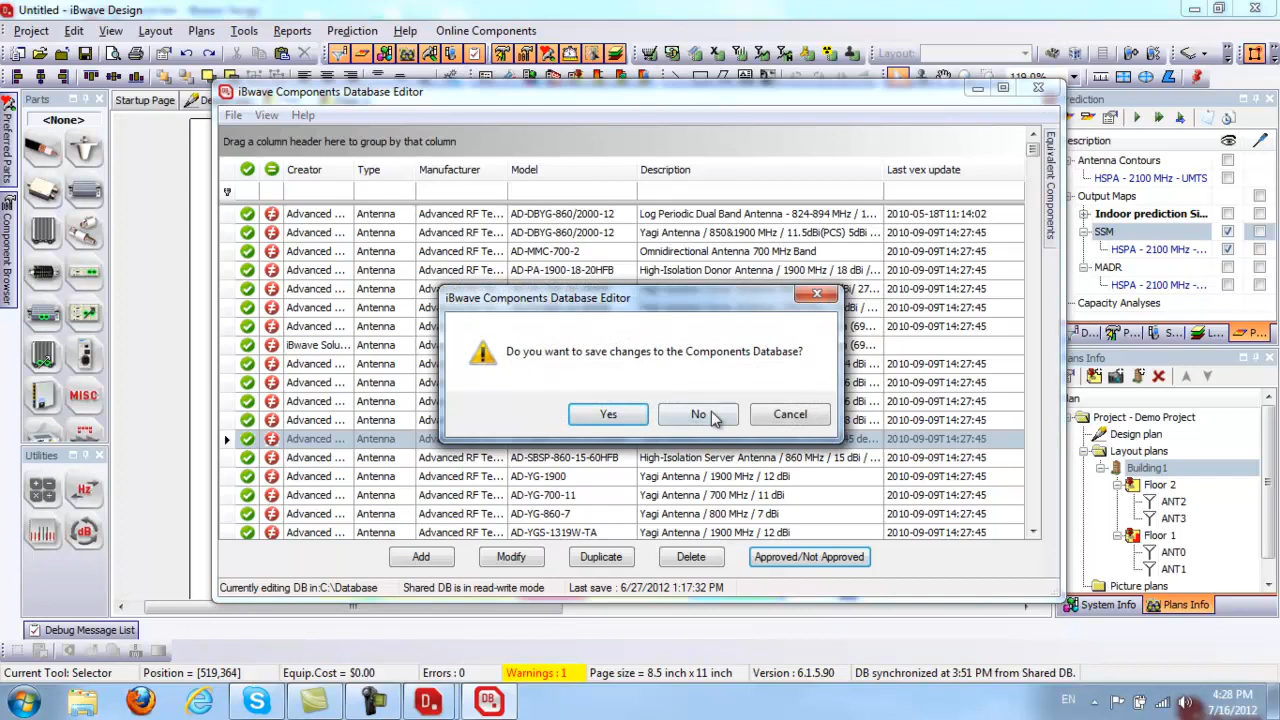 Untitled - iBwave Design
Project Edit View Layout Tools Plans Reports Prediction Help Online Components
Layout:
119.0%
Parts
<None>
Preferred Parts
Component Browser
Utilities
Startup Page
iBwave Components Database Editor
File View Help
Drag a column header here to group by that column
Creator Type Manufacturer Model Description Last vex update
Advanced ... Antenna Advanced RF Te... AD-DBYG-860/2000-12 Log Periodic Dual Band Antenna - 824-894 MHz / 1... 2010-05-18T11:14:02
Advanced ... Antenna Advanced RF Te... AD-DBYG-860/2000-12 Yagi Antenna / 850&1900 MHz / 11.5dBi(PCS) 5dBi ... 2010-09-09T14:27:45
Advanced ... Antenna Advanced RF Te... AD-MMC-700-2 Omnidirectional Antenna 700 MHz Band 2010-09-09T14:27:45
Advanced ... Antenna Advanced RF Te... AD-PA-1900-18-20HFB High-Isolation Donor Antenna / 1900 MHz / 18 dBi / ... 2010-09-09T14:27:45
Advanced ... Antenna / 27... 2010-09-09T14:27:45
Advanced ... Antenna 2010-09-09T14:27:45
Advanced ... Antenna (69... 2010-09-09T14:27:45
iBwave Solu... Antenna (69...
Advanced ... Antenna 2010-09-09T14:27:45
Advanced ... Antenna 2010-09-09T14:27:45
Advanced ... Antenna 2010-09-09T14:27:45
Advanced ... Antenna 2010-09-09T14:27:45
Advanced ... Antenna 2010-09-09T14:27:45
Advanced ... Antenna Advanced RF Te... AD-SBSP-860-15-60HFB High-Isolation Server Antenna / 860 MHz / 15 dBi /... 2010-09-09T14:27:45
Advanced ... Antenna Advanced RF Te... AD-YG-1900 Yagi Antenna / 1900 MHz / 12 dBi 2010-09-09T14:27:45
Advanced ... Antenna Advanced RF Te... AD-YG-700-11 Yagi Antenna / 700 MHz / 11 dBi 2010-09-09T14:27:45
Advanced ... Antenna Advanced RF Te... AD-YG-860-7 Yagi Antenna / 800 MHz / 7 dBi 2010-09-09T14:27:45
Advanced ... Antenna Advanced RF Te... AD-YGS-1319W-TA Yagi Antenna / 1900 MHz / 12 dBi 2010-09-09T14:27:45
Equivalent Components
iBwave Components Database Editor
Do you want to save changes to the Components Database?
Yes No Cancel
Add Modify Duplicate Delete Approved/Not Approved
Currently editing DB in:C:\Database Shared DB is in read-write mode Last save : 6/27/2012 1:17:32 PM
rediction
escription
Antenna Contours
HSPA - 2100 MHz - UMTS
Output Maps
Indoor prediction Si...
SSM
HSPA - 2100 MHz -...
MADR
HSPA - 2100 MHz -...
Capacity Analyses
D... P... S... L... P...
Plans Info
lan
Project - Demo Project
Design plan
Layout plans
Building1
Floor 2
ANT2
ANT3
Floor 1
ANT0
ANT1
Picture plans
System Info Plans Info
Debug Message List
Current Tool: Selector Position = [519,364] Equip.Cost = $0.00 Errors : 0 Warnings : 1 Page size = 8.5 inch x 11 inch Version : 6.1.5.90 DB synchronized at 3:51 PM from Shared DB.
EN
4:28 PM
7/16/2012